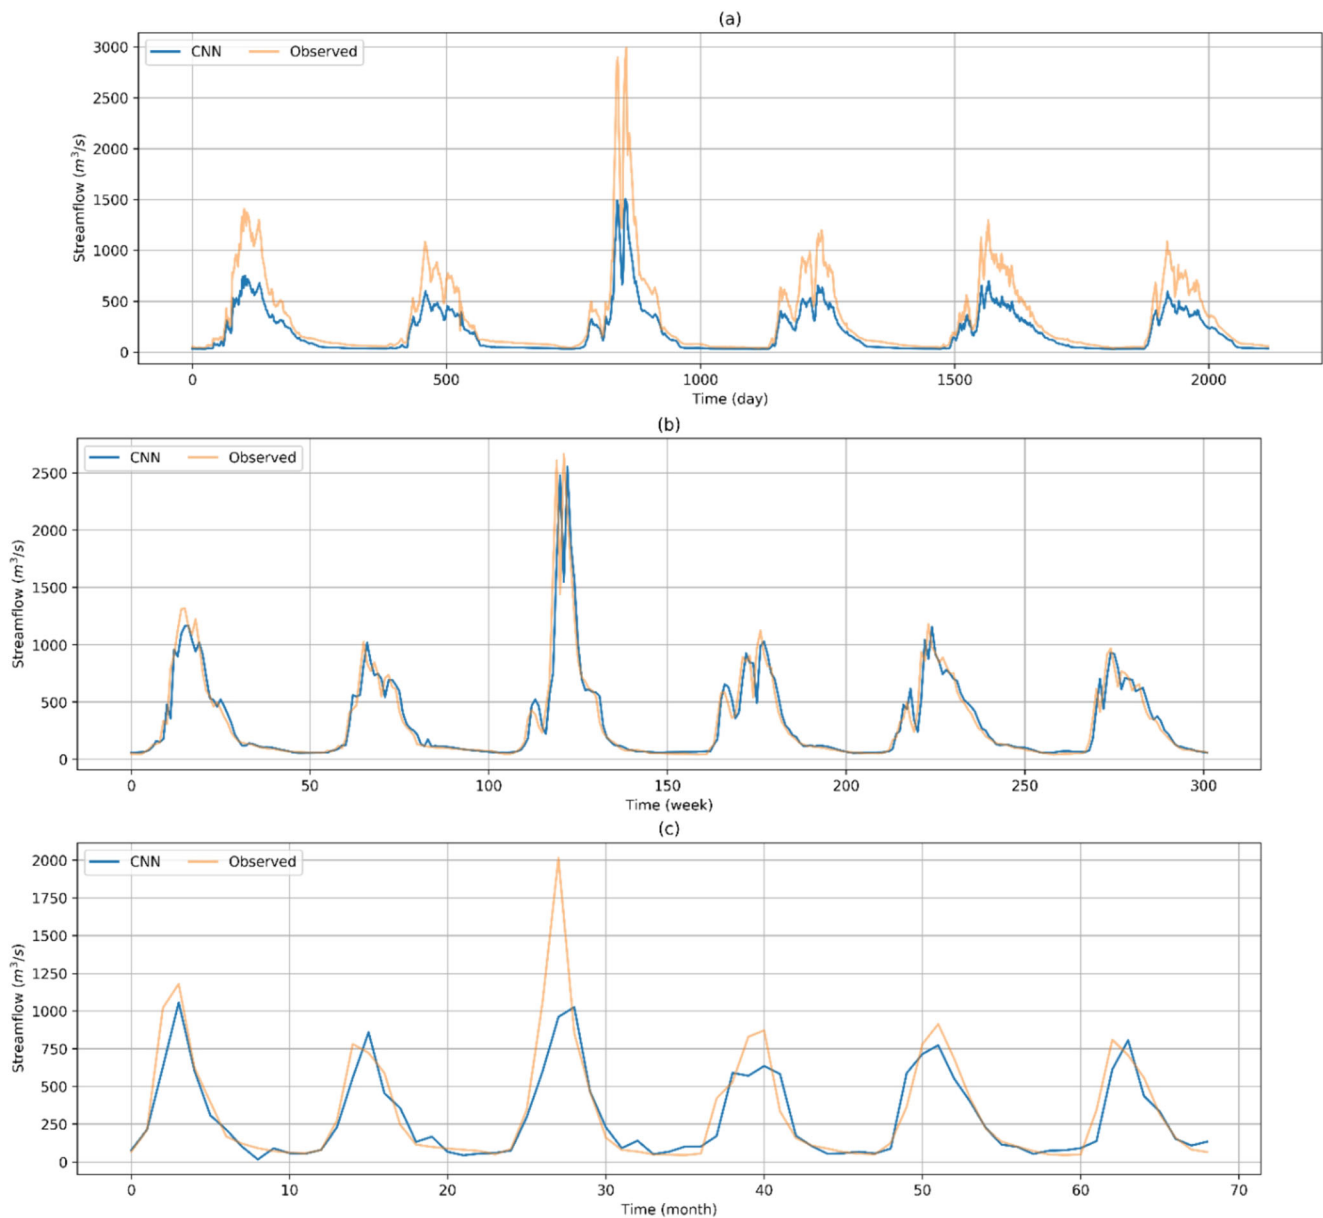 (a)
CNN Observed
3000
2500
2000
1500
1000
500
0
Streamflow (m³/s)
0 500 1000 1500 2000
Time (day)
(b)
CNN Observed
2500
2000
1500
1000
500
0
Streamflow (m³/s)
0 50 100 150 200 250 300
Time (week)
(c)
CNN Observed
2000
1750
1500
1250
1000
750
500
250
0
Streamflow (m³/s)
0 10 20 30 40 50 60 70
Time (month)